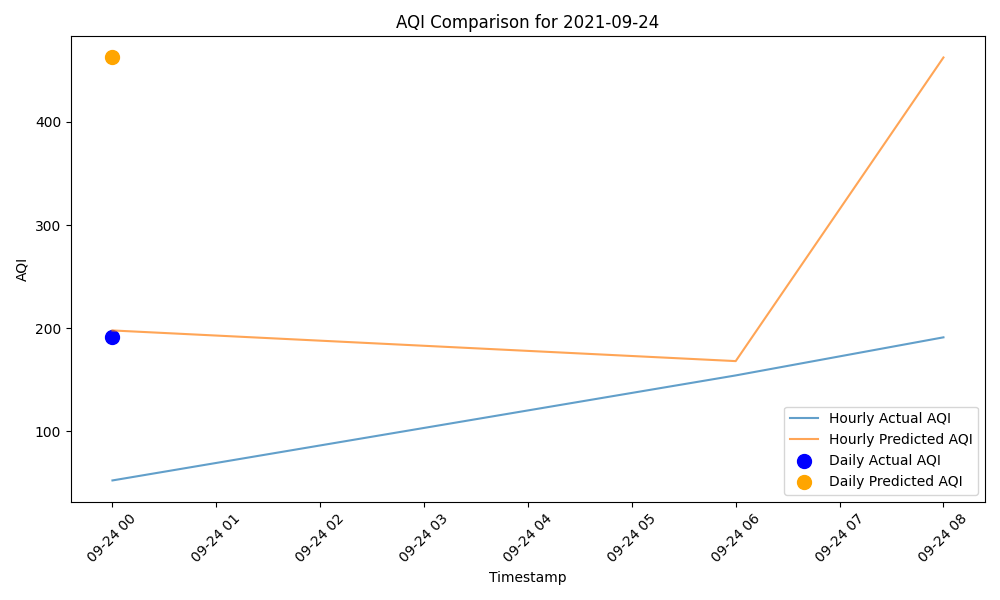 AQI Comparison for 2021-09-24
AQI
400
300
200
100
09-24 00
09-24 01
09-24 02
09-24 03
09-24 04
09-24 05
09-24 06
09-24 07
09-24 08
Timestamp
Hourly Actual AQI
Hourly Predicted AQI
Daily Actual AQI
Daily Predicted AQI